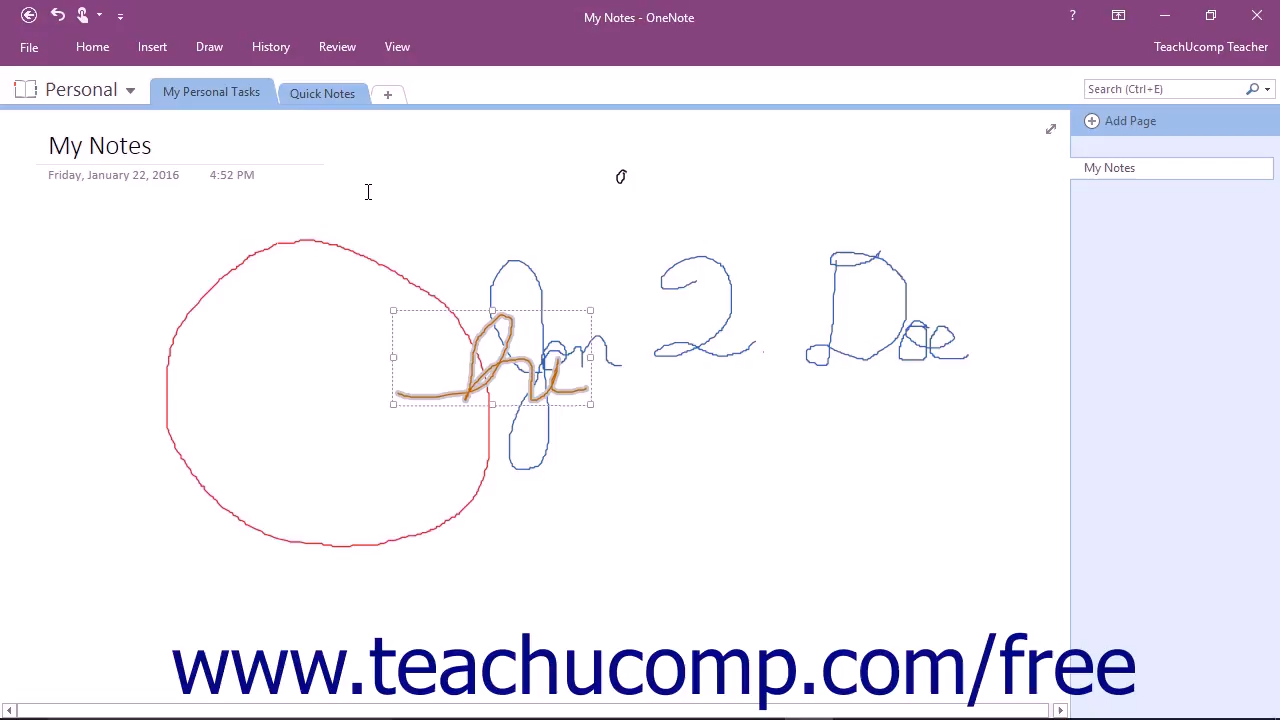 My Notes - OneNote
?
File Home Insert Draw History Review View
TeachUcomp Teacher
Personal My Personal Tasks Quick Notes +
Search (Ctrl+E)
Add Page
My Notes
Friday, January 22, 2016 4:52 PM
My Notes
2 Doe
www.teachucomp.com/free